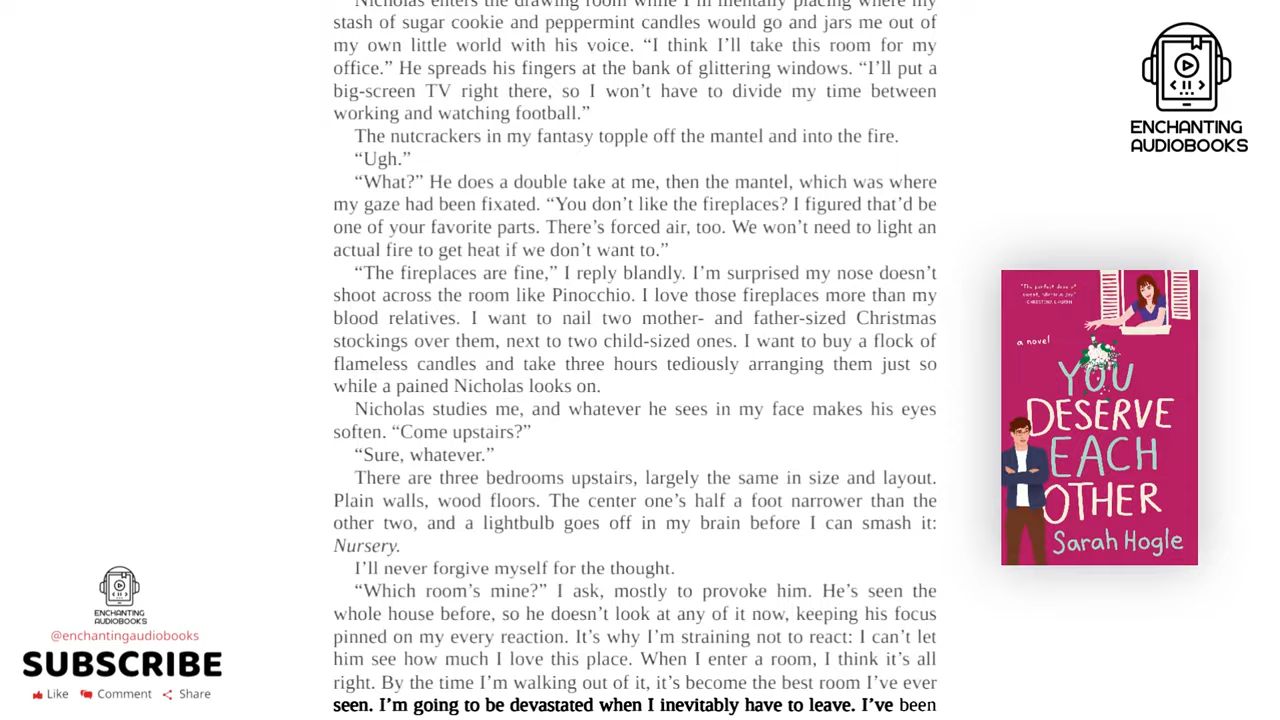 Nicholas enters the drawing room while I'm mentally placing where my
stash of sugar cookie and peppermint candles would go and jars me out of
my own little world with his voice. “I think I’ll take this room for my
office.” He spreads his fingers at the bank of glittering windows. “I’ll put a
big-screen TV right there, so I won’t have to divide my time between
working and watching football.”
The nutcrackers in my fantasy topple off the mantel and into the fire.
“Ugh.”
“What?” He does a double take at me, then the mantel, which was where
my gaze had been fixated. “You don’t like the fireplaces? I figured that’d be
one of your favorite parts. There’s forced air, too. We won’t need to light an
actual fire to get heat if we don’t want to.”
“The fireplaces are fine,” I reply blandly. I’m surprised my nose doesn’t
shoot across the room like Pinocchio. I love those fireplaces more than my
blood relatives. I want to nail two mother- and father-sized Christmas
stockings over them, next to two child-sized ones. I want to buy a flock of
flameless candles and take three hours tediously arranging them just so
while a pained Nicholas looks on.
Nicholas studies me, and whatever he sees in my face makes his eyes
soften. “Come upstairs?”
“Sure, whatever.”
There are three bedrooms upstairs, largely the same in size and layout.
Plain walls, wood floors. The center one’s half a foot narrower than the
other two, and a lightbulb goes off in my brain before I can smash it:
Nursery.
I’ll never forgive myself for the thought.
“Which room’s mine?” I ask, mostly to provoke him. He’s seen the
whole house before, so he doesn’t look at any of it now, keeping his focus
pinned on my every reaction. It’s why I’m straining not to react: I can’t let
him see how much I love this place. When I enter a room, I think it’s all
right. By the time I’m walking out of it, it’s become the best room I’ve ever
seen. I’m going to be devastated when I inevitably have to leave. I’ve been
ENCHANTING
AUDIOBOOKS
a novel
YOU
DESERVE
EACH
OTHER
Sarah Hogle
ENCHANTING
AUDIOBOOKS
@enchantingaudiobooks
SUBSCRIBE
Like Comment Share